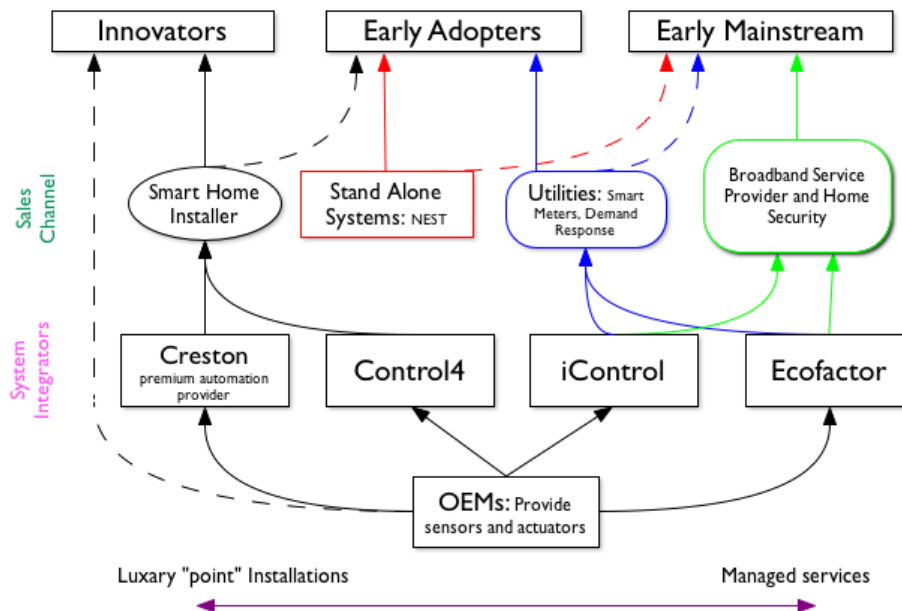 Innovators
Early Adopters
Early Mainstream
Sales
Channel
Smart Home
Installer
Stand Alone
Systems: NEST
Utilities: Smart
Meters, Demand
Response
Broadband Service
Provider and Home
Security
System
Integrators
Creston
premium automation
provider
Control4
iControl
Ecofactor
OEMs: Provide
sensors and actuators
Luxary "point" Installations
Managed services